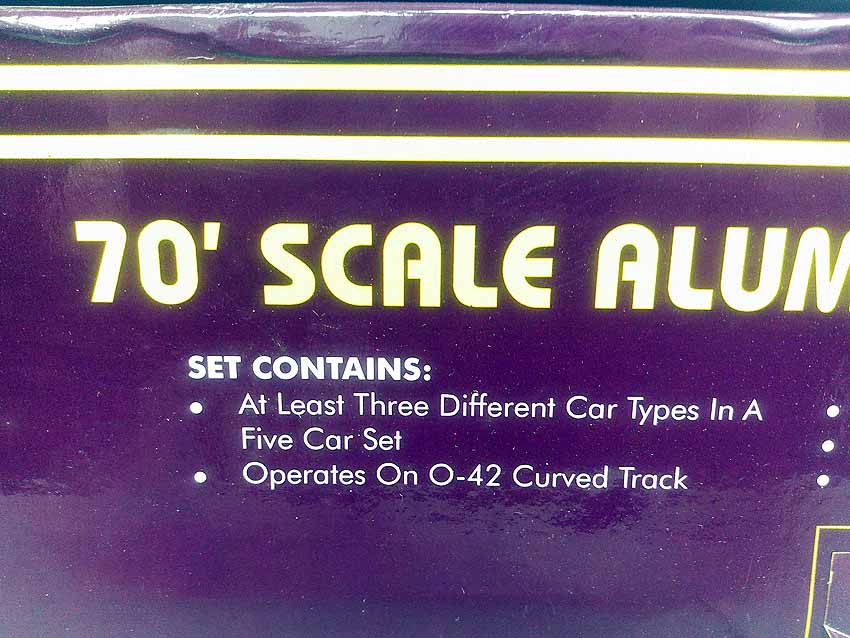 70' SCALE ALUM
SET CONTAINS:
• At Least Three Different Car Types In A
Five Car Set
• Operates On O-42 Curved Track